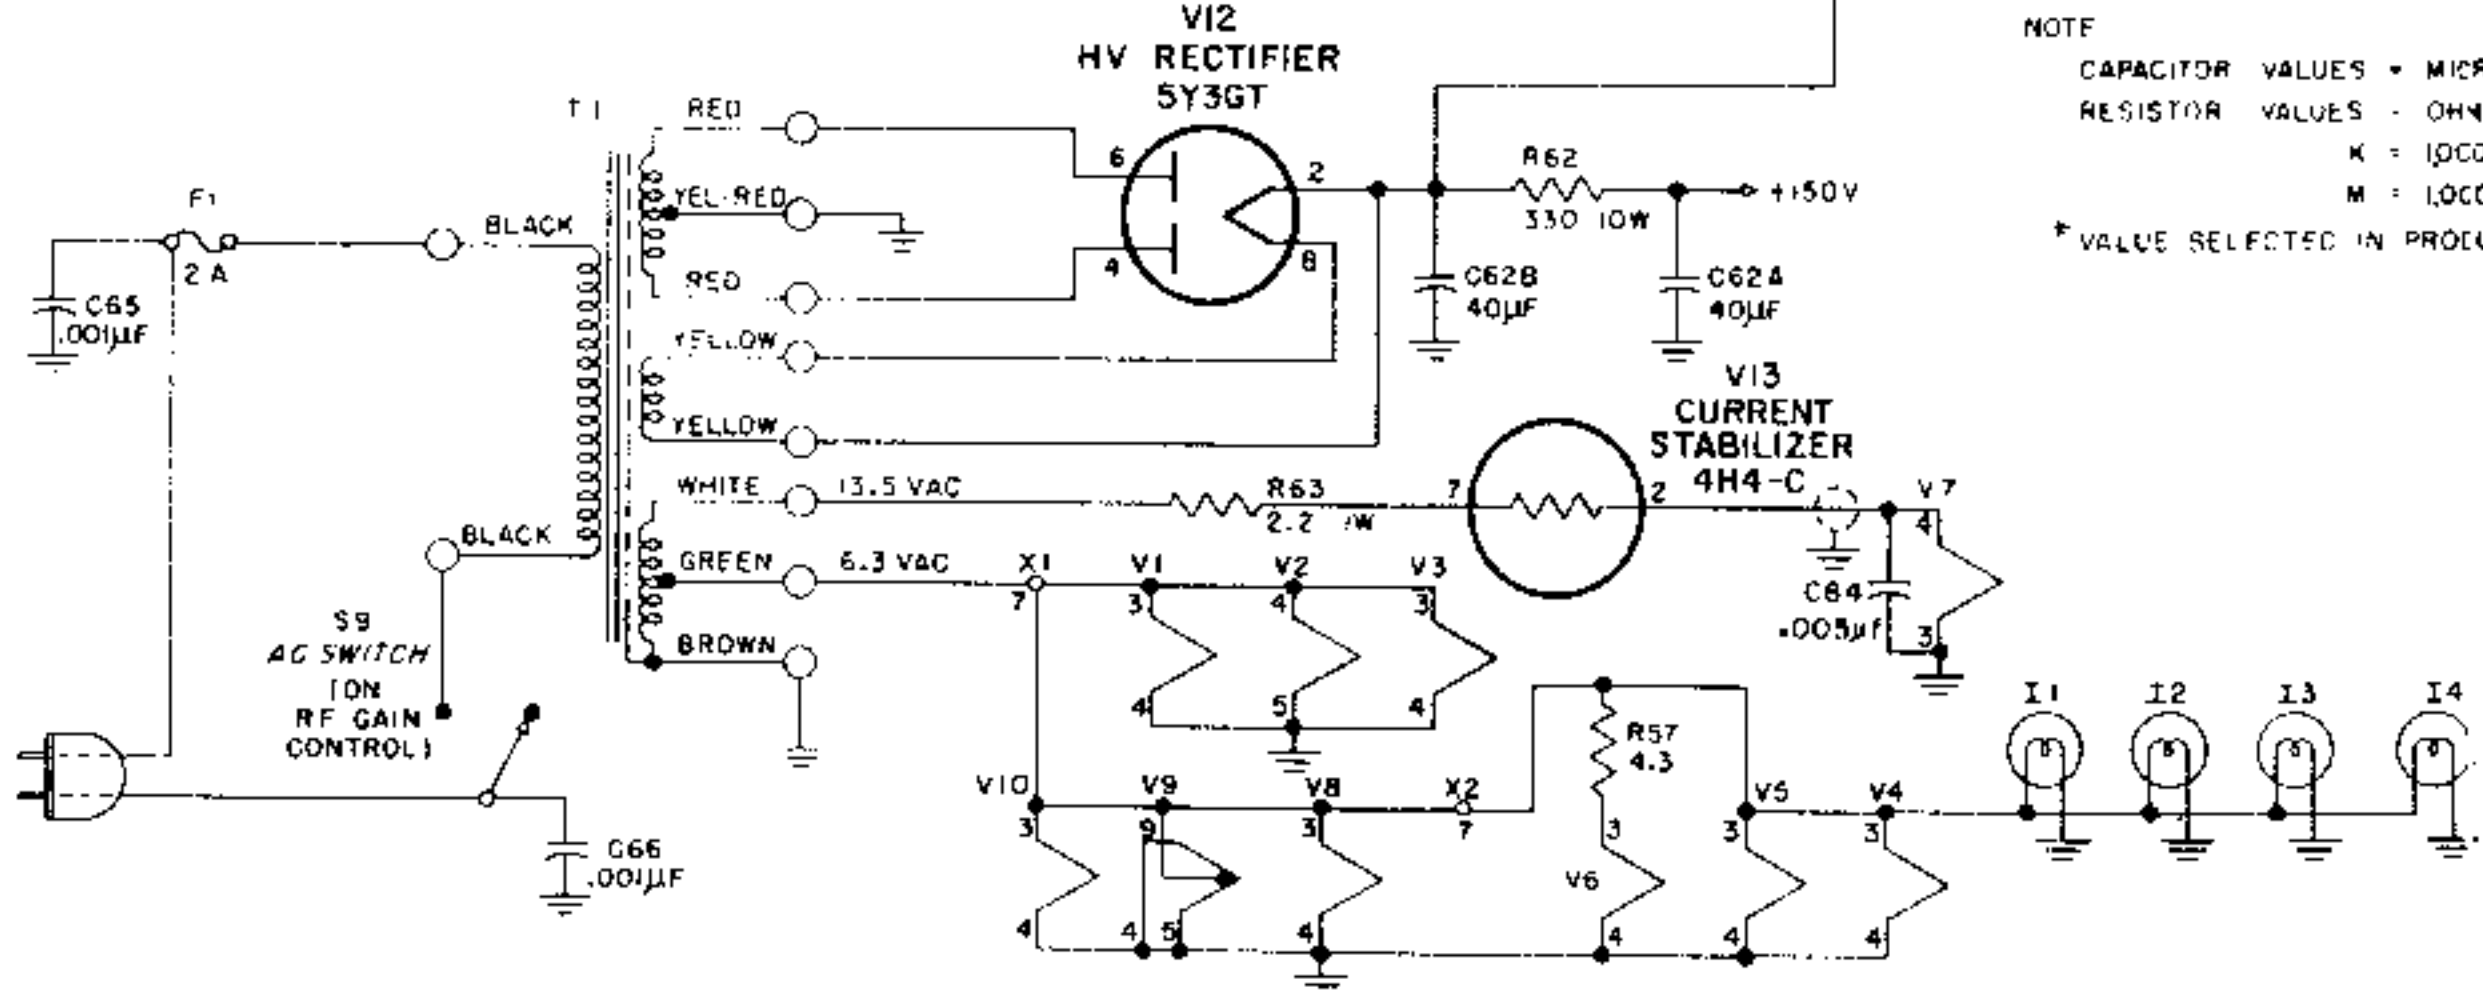 V12
HV RECTIFIER
5Y3GT
NOTE
CAPACITOR VALUES
RESISTOR VALUES
K =
M =
* VALUE SELECTED IN
T1
RED
YEL-RED
RED
YELLOW
YELLOW
WHITE
13.5 VAC
GREEN
6.3 VAC
BROWN
F1
2 A
BLACK
C65
.001µF
BLACK
S9
AC SWITCH
(ON
RF GAIN
CONTROL)
C66
.001µF
6
4
2
8
R62
330 10W
+150V
C62B
40µF
C62A
40µF
V13
CURRENT
STABILIZER
4H4-C
R63
2.2
7
2
V7
4
3
C84
.005µf
X1
7
V1
3
4
V2
4
5
V3
3
4
V10
3
4
V9
9
4
5
V8
3
4
X2
7
R57
4.3
3
V6
4
V5
3
4
V4
3
4
I1
I2
I3
I4